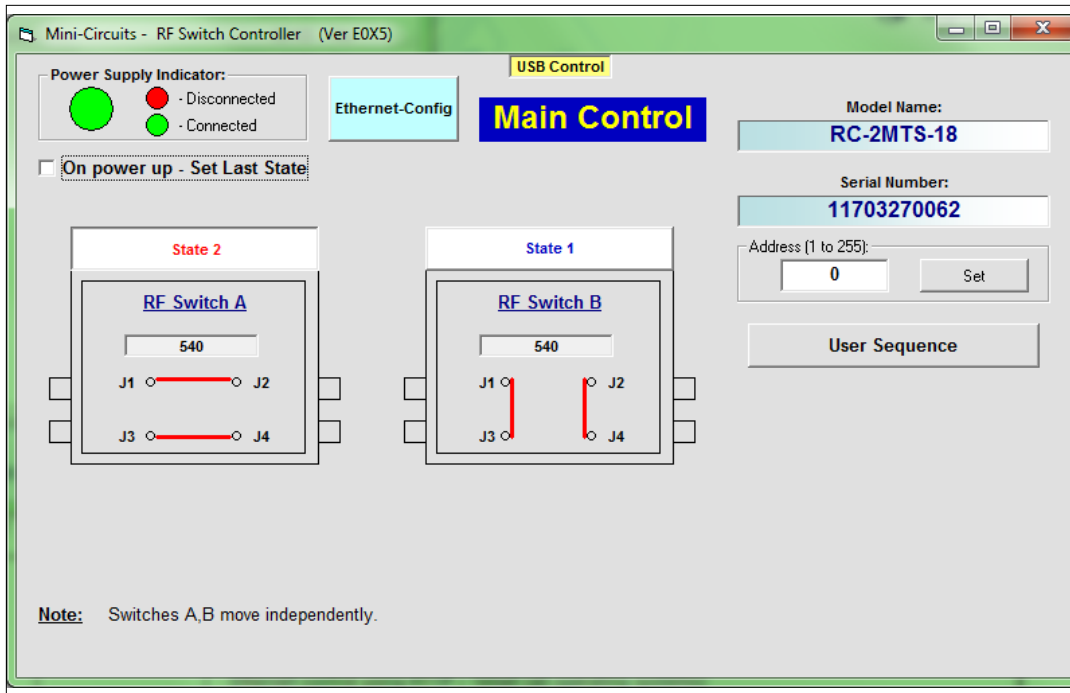 Mini-Circuits - RF Switch Controller (Ver E0X5)
USB Control
Power Supply Indicator:
- Disconnected
- Connected
Ethernet-Config
Main Control
Model Name:
RC-2MTS-18
On power up - Set Last State
Serial Number:
11703270062
Address (1 to 255):
0 Set
State 2
State 1
RF Switch A
RF Switch B
540
540
User Sequence
J1 J2
J1 J2
J3 J4
J3 J4
Note: Switches A,B move independently.